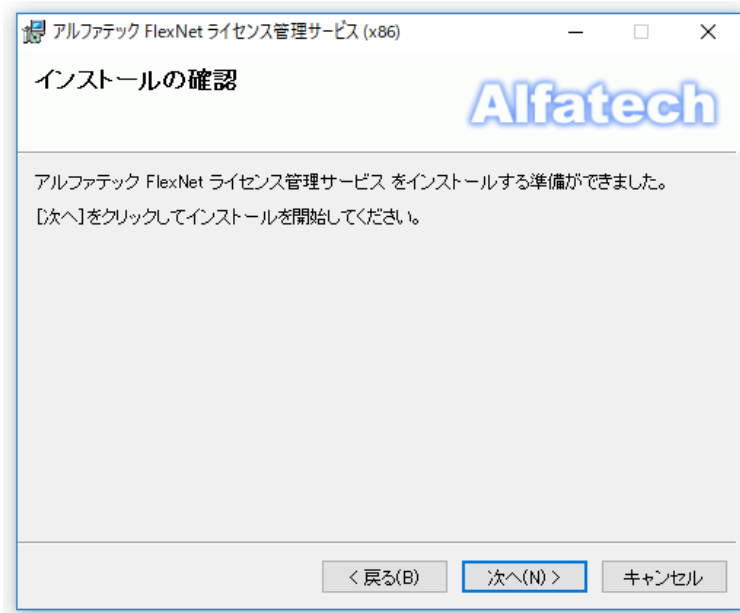 アルファテック FlexNet ライセンス管理サービス (x86)
インストールの確認
Alfatech
アルファテック FlexNet ライセンス管理サービス をインストールする準備ができました。
[次へ]をクリックしてインストールを開始してください。
< 戻る(B)
次へ(N) >
キャンセル